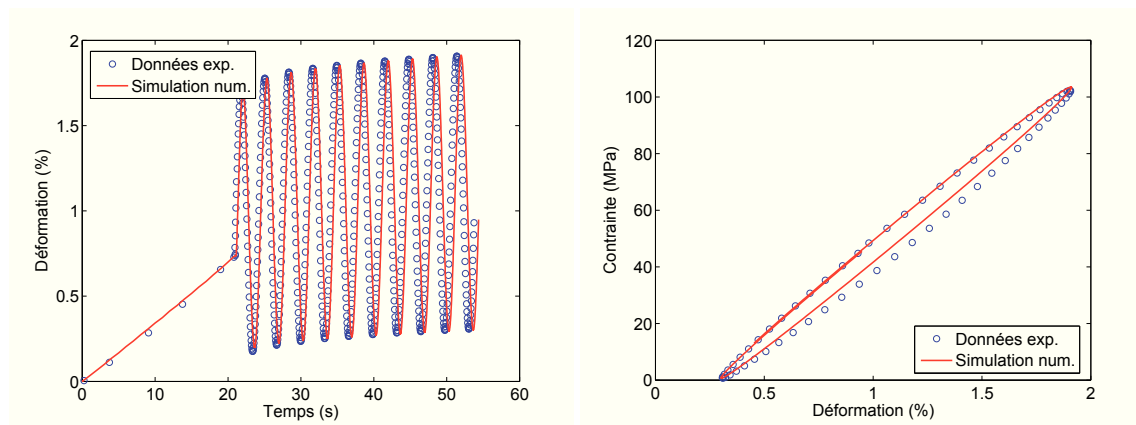 2
1.5
1
0.5
0
0 10 20 30 40 50 60
Déformation (%)
Temps (s)
Données exp.
Simulation num.
120
100
80
60
40
20
0
0 0.5 1 1.5 2
Contrainte (MPa)
Déformation (%)
Données exp.
Simulation num.